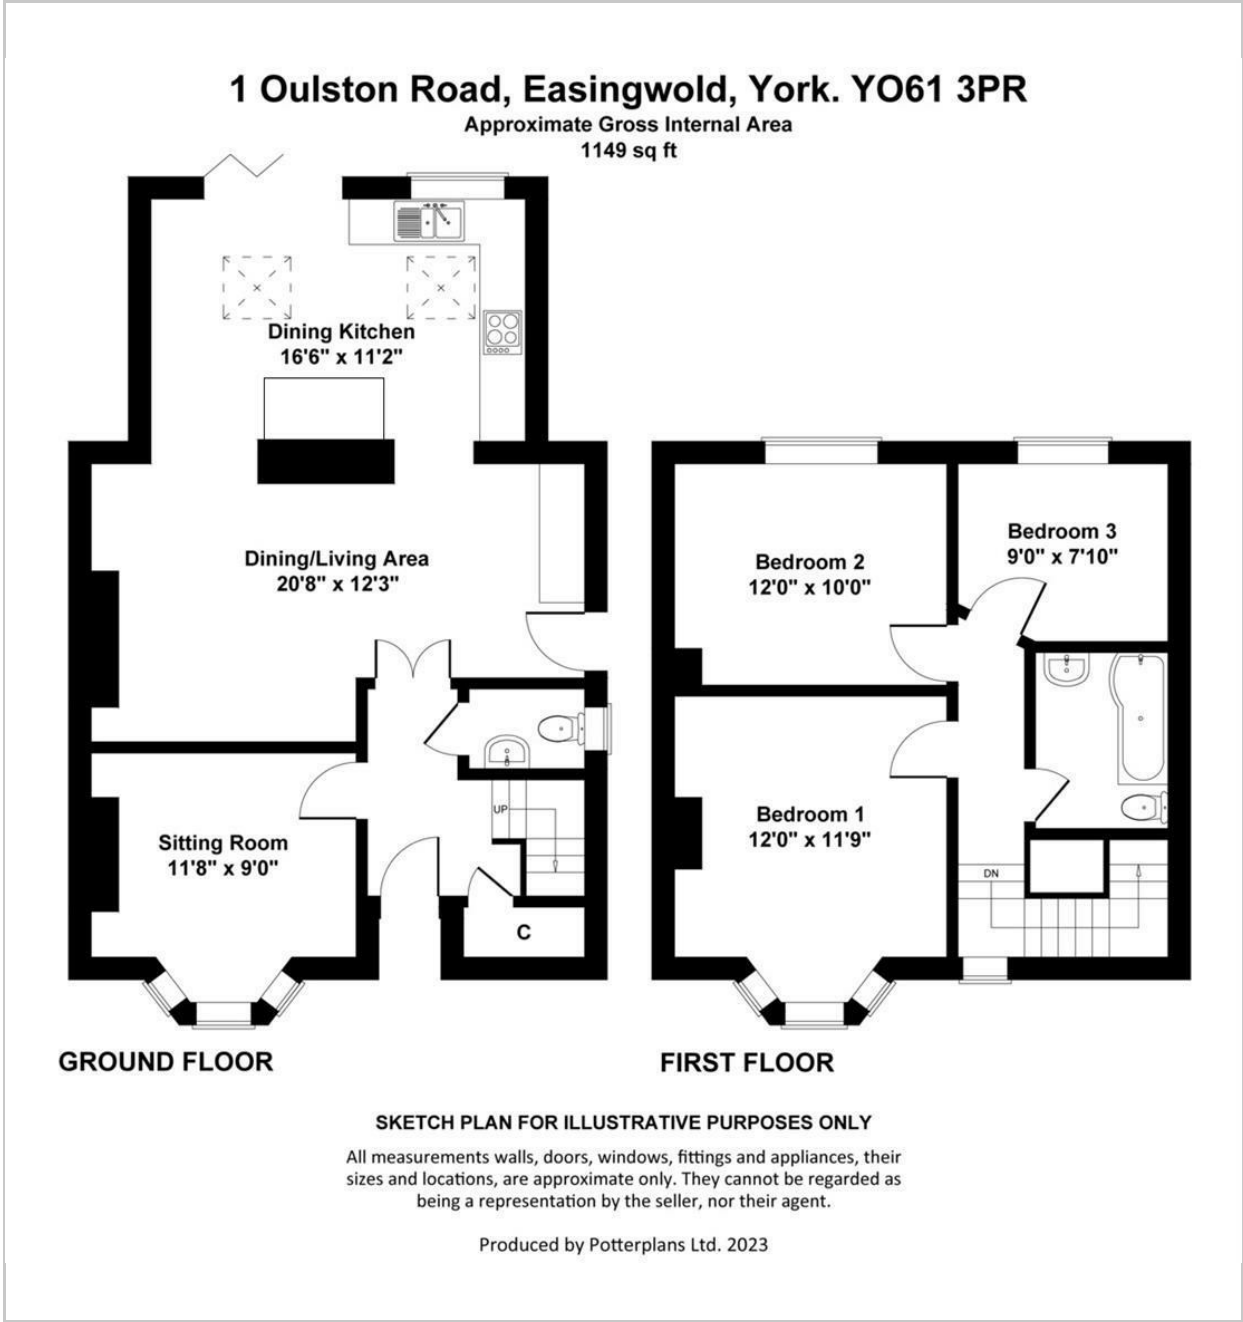 1 Oulston Road, Easingwold, York. YO61 3PR
Approximate Gross Internal Area
1149 sq ft
Dining Kitchen
16'6" x 11'2"
Dining/Living Area
20'8" x 12'3"
UP
Sitting Room
11'8" x 9'0"
C
GROUND FLOOR
Bedroom 3
9'0" x 7'10"
Bedroom 2
12'0" x 10'0"
Bedroom 1
12'0" x 11'9"
DN
FIRST FLOOR
SKETCH PLAN FOR ILLUSTRATIVE PURPOSES ONLY
All measurements walls, doors, windows, fittings and appliances, their
sizes and locations, are approximate only. They cannot be regarded as
being a representation by the seller, nor their agent.
Produced by Potterplans Ltd. 2023